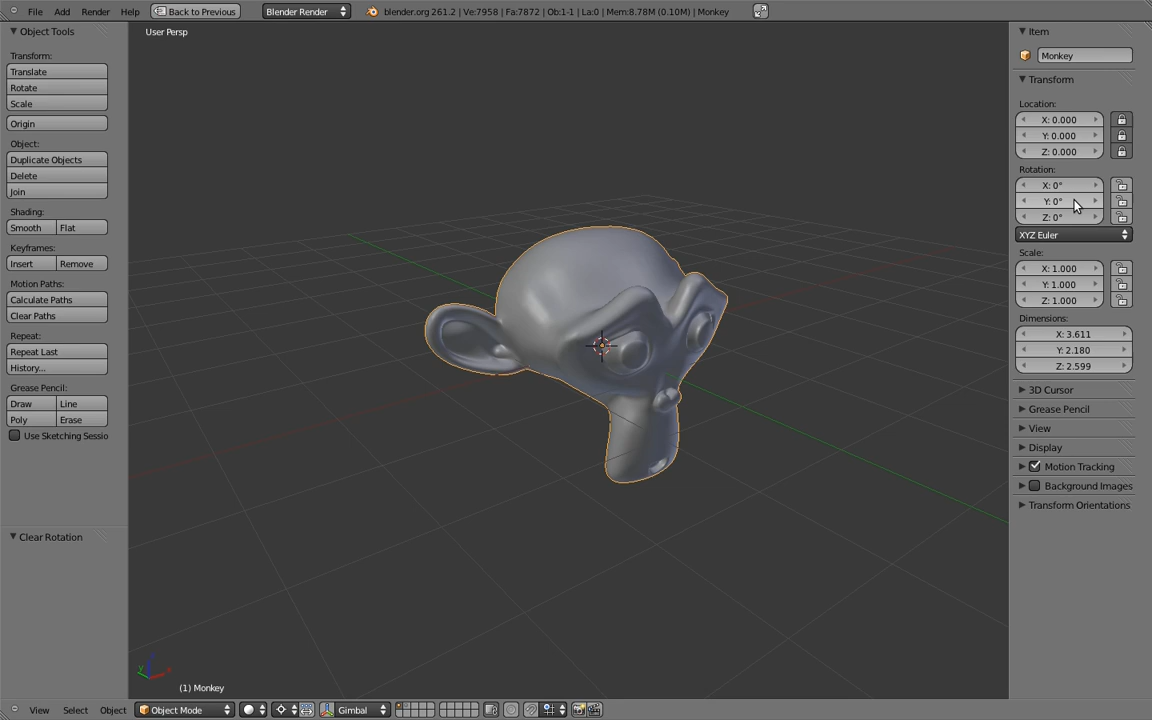 File Add Render Help Back to Previous Blender Render blender.org 261.2 | Ve:7958 | Fa:7872 | Ob:1-1 | La:0 | Mem:8.78M (0.10M) | Monkey
Object Tools
Transform:
Translate
Rotate
Scale
Origin
Object:
Duplicate Objects
Delete
Join
Shading:
Smooth Flat
Keyframes:
Insert Remove
Motion Paths:
Calculate Paths
Clear Paths
Repeat:
Repeat Last
History...
Grease Pencil:
Draw Line
Poly Erase
Use Sketching Sessio
Clear Rotation
User Persp
y x
(1) Monkey
Item
Monkey
Transform
Location:
X: 0.000
Y: 0.000
Z: 0.000
Rotation:
X: 0°
Y: 0°
Z: 0°
XYZ Euler
Scale:
X: 1.000
Y: 1.000
Z: 1.000
Dimensions:
X: 3.611
Y: 2.180
Z: 2.599
3D Cursor
Grease Pencil
View
Display
Motion Tracking
Background Images
Transform Orientations
View Select Object Object Mode Gimbal